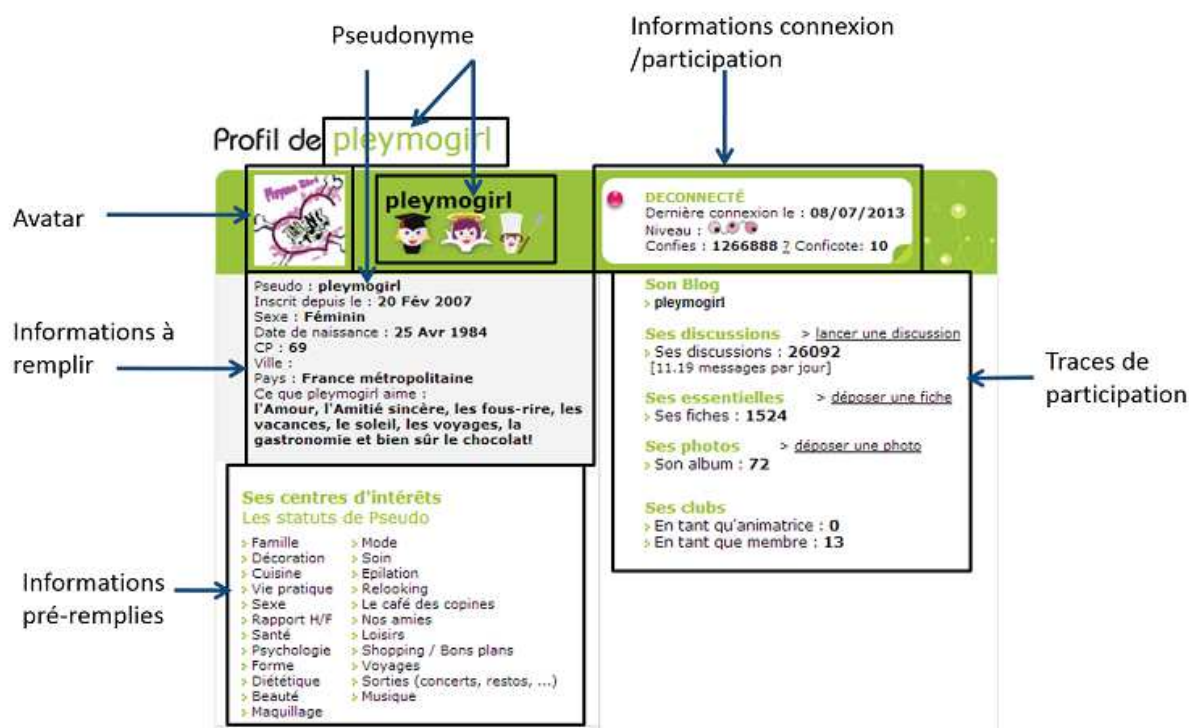 Pseudonyme
Informations connexion
/participation
Profil de pleymogirl
Avatar
Pleymo Girl
pleymogirl
DECONNECTÉ
Dernière connexion le : 08/07/2013
Niveau :
Confies : 1266888 ? Conficote: 10
Informations à
remplir
Pseudo : pleymogirl
Inscrit depuis le : 20 Fév 2007
Sexe : Féminin
Date de naissance : 25 Avr 1984
CP : 69
Ville :
Pays : France métropolitaine
Ce que pleymogirl aime :
l'Amour, l'Amitié sincère, les fous-rire, les
vacances, le soleil, les voyages, la
gastronomie et bien sûr le chocolat!
Son Blog
> pleymogirl
Ses discussions > lancer une discussion
> Ses discussions : 26092
[11.19 messages par jour]
Ses essentielles > déposer une fiche
> Ses fiches : 1524
Ses photos > déposer une photo
> Son album : 72
Ses clubs
> En tant qu'animatrice : 0
> En tant que membre : 13
Traces de
participation
Informations
pré-remplies
Ses centres d'intérêts
Les statuts de Pseudo
> Famille
> Décoration
> Cuisine
> Vie pratique
> Sexe
> Rapport H/F
> Santé
> Psychologie
> Forme
> Diététique
> Beauté
> Maquillage
> Mode
> Soin
> Epilation
> Relooking
> Le café des copines
> Nos amies
> Loisirs
> Shopping / Bons plans
> Voyages
> Sorties (concerts, restos, ...)
> Musique